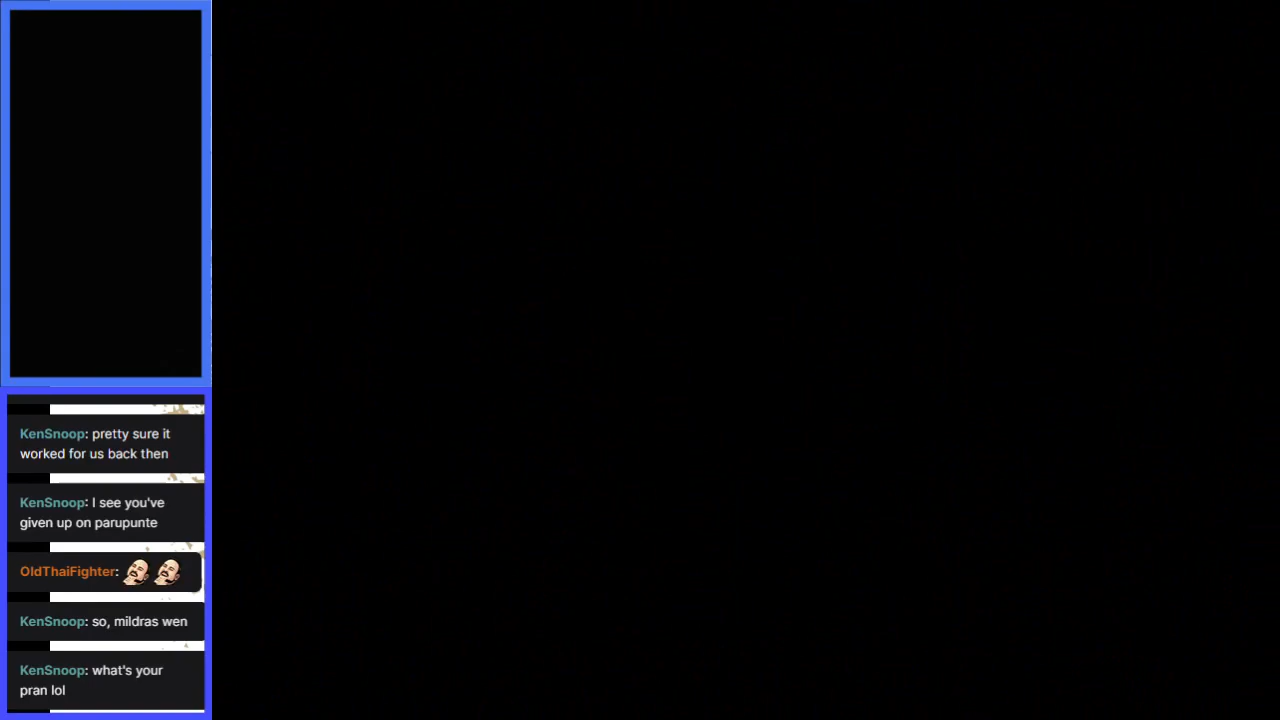 KenSnoop: pretty sure it
worked for us back then
KenSnoop: I see you've
given up on parupunte
OldThaiFighter:
KenSnoop: so, mildras wen
KenSnoop: what's your
pran lol